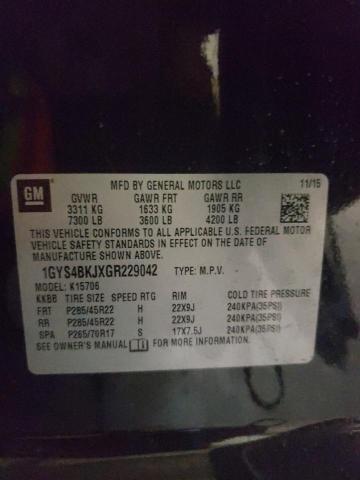 GM
MFD BY GENERAL MOTORS LLC 11/15
GVWR GAWR FRT GAWR RR
3311 KG 1633 KG 1905 KG
7300 LB 3600 LB 4200 LB
THIS VEHICLE CONFORMS TO ALL APPLICABLE U.S. FEDERAL MOTOR
VEHICLE SAFETY STANDARDS IN EFFECT ON THE DATE OF
MANUFACTURE SHOWN ABOVE.
1GYS4BKJXGR229042 TYPE: M.P.V.
MODEL: K15706
KKBB TIRE SIZE SPEED RTG RIM COLD TIRE PRESSURE
FRT P285/45R22 H 22X9J 240KPA(35PSI)
RR P285/45R22 H 22X9J 240KPA(35PSI)
SPA P265/70R17 S 17X7.5J 240KPA(35PSI)
SEE OWNER'S MANUAL FOR MORE INFORMATION.